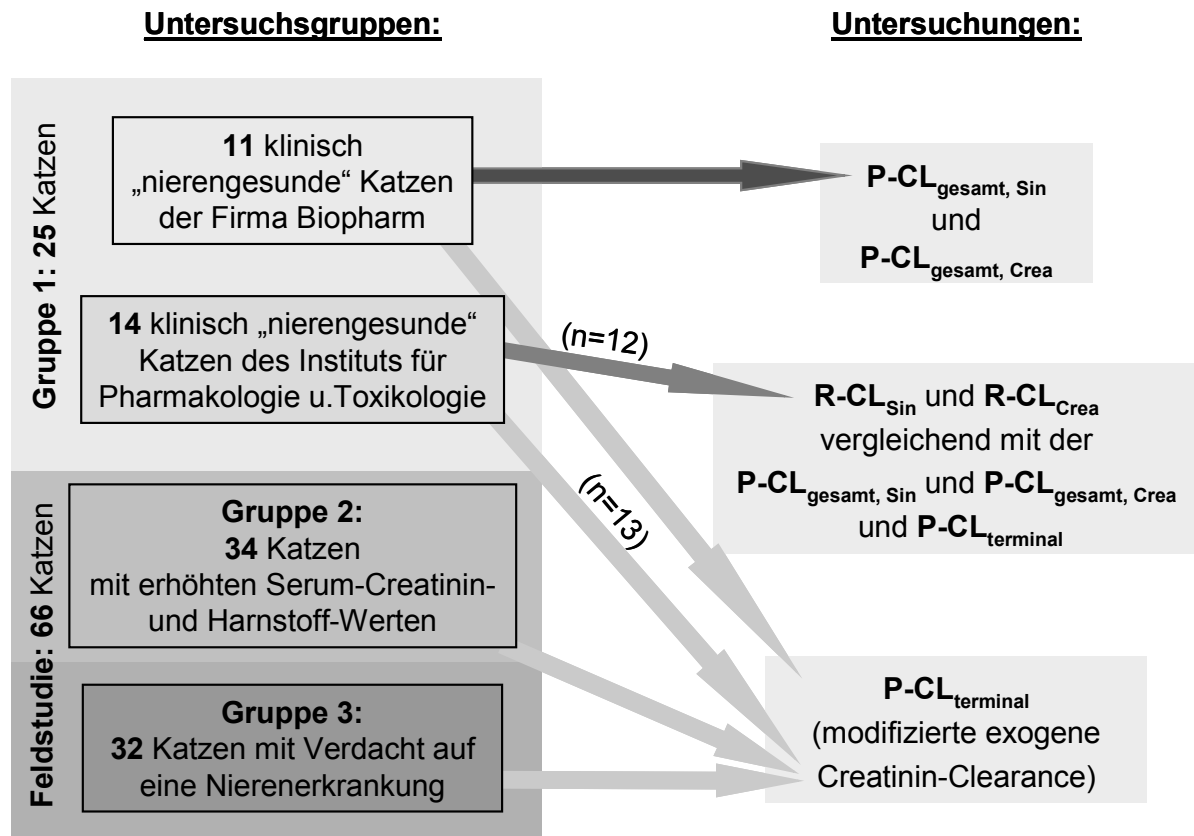 Untersuchsgruppen:
Untersuchungen:
Gruppe 1: 25 Katzen
11 klinisch
„nierengesunde“ Katzen
der Firma Biopharm
14 klinisch „nierengesunde“
Katzen des Instituts für
Pharmakologie u.Toxikologie
Feldstudie: 66 Katzen
Gruppe 2:
34 Katzen
mit erhöhten Serum-Creatinin-
und Harnstoff-Werten
Gruppe 3:
32 Katzen mit Verdacht auf
eine Nierenerkrankung
(n=12)
(n=13)
P-CLgesamt, Sin
und
P-CLgesamt, Crea
R-CLSin und R-CLCrea
vergleichend mit der
P-CLgesamt, Sin und P-CLgesamt, Crea
und P-CLterminal
P-CLterminal
(modifizierte exogene
Creatinin-Clearance)